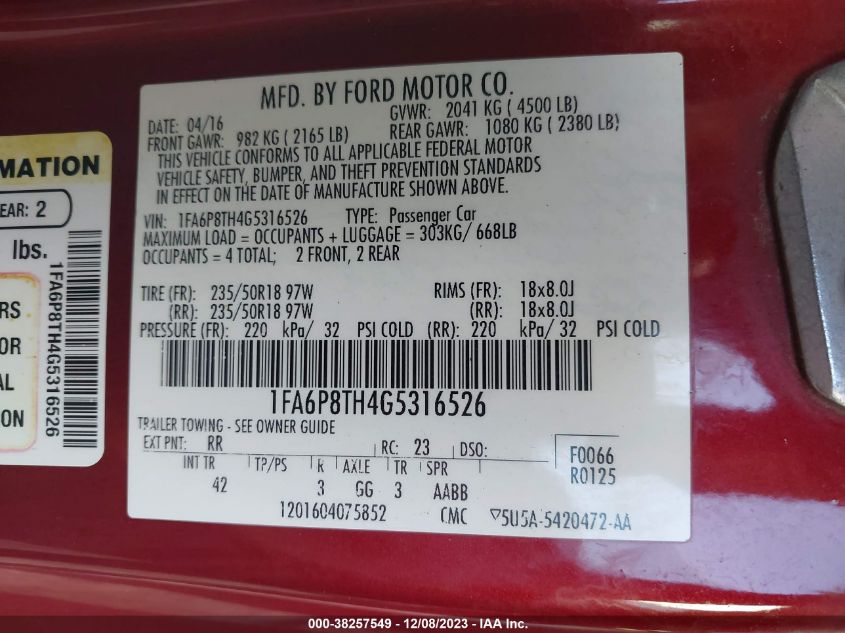 MFD. BY FORD MOTOR CO.
DATE: 04/16 GVWR: 2041 KG ( 4500 LB)
FRONT GAWR: 982 KG ( 2165 LB) REAR GAWR: 1080 KG ( 2380 LB)
THIS VEHICLE CONFORMS TO ALL APPLICABLE FEDERAL MOTOR
VEHICLE SAFETY, BUMPER, AND THEFT PREVENTION STANDARDS
IN EFFECT ON THE DATE OF MANUFACTURE SHOWN ABOVE.
VIN: 1FA6P8TH4G5316526 TYPE: Passenger Car
MAXIMUM LOAD = OCCUPANTS + LUGGAGE = 303KG/ 668LB
OCCUPANTS = 4 TOTAL; 2 FRONT, 2 REAR
TIRE (FR): 235/50R18 97W RIMS (FR): 18x8.0J
(RR): 235/50R18 97W (RR): 18x8.0J
PRESSURE (FR): 220 kPa/ 32 PSI COLD (RR): 220 kPa/ 32 PSI COLD
1FA6P8TH4G5316526
TRAILER TOWING - SEE OWNER GUIDE
EXT PNT: RR RC: 23 DSO: F0066
R0125
INT TR TP/PS R AXLE TR SPR
42 3 GG 3 AABB
1201604075852 CMC ▽5U5A-5420472-AA
MATION
EAR: 2
lbs.
1FA6P8TH4G5316526
RS
OR
AL
ION
000-38257549 - 12/08/2023 - IAA Inc.